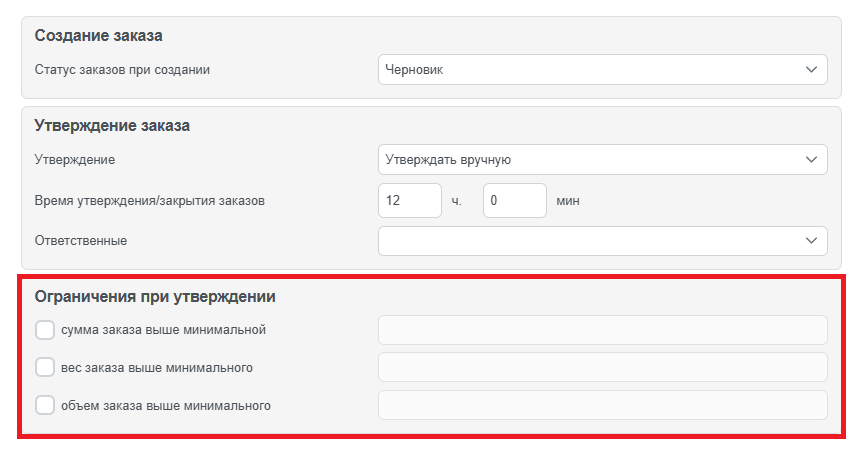 Создание заказа
Статус заказов при создании Черновик
Утверждение заказа
Утверждение Утверждать вручную
Время утверждения/закрытия заказов 12 ч. 0 мин
Ответственные
Ограничения при утверждении
сумма заказа выше минимальной
вес заказа выше минимального
объем заказа выше минимального